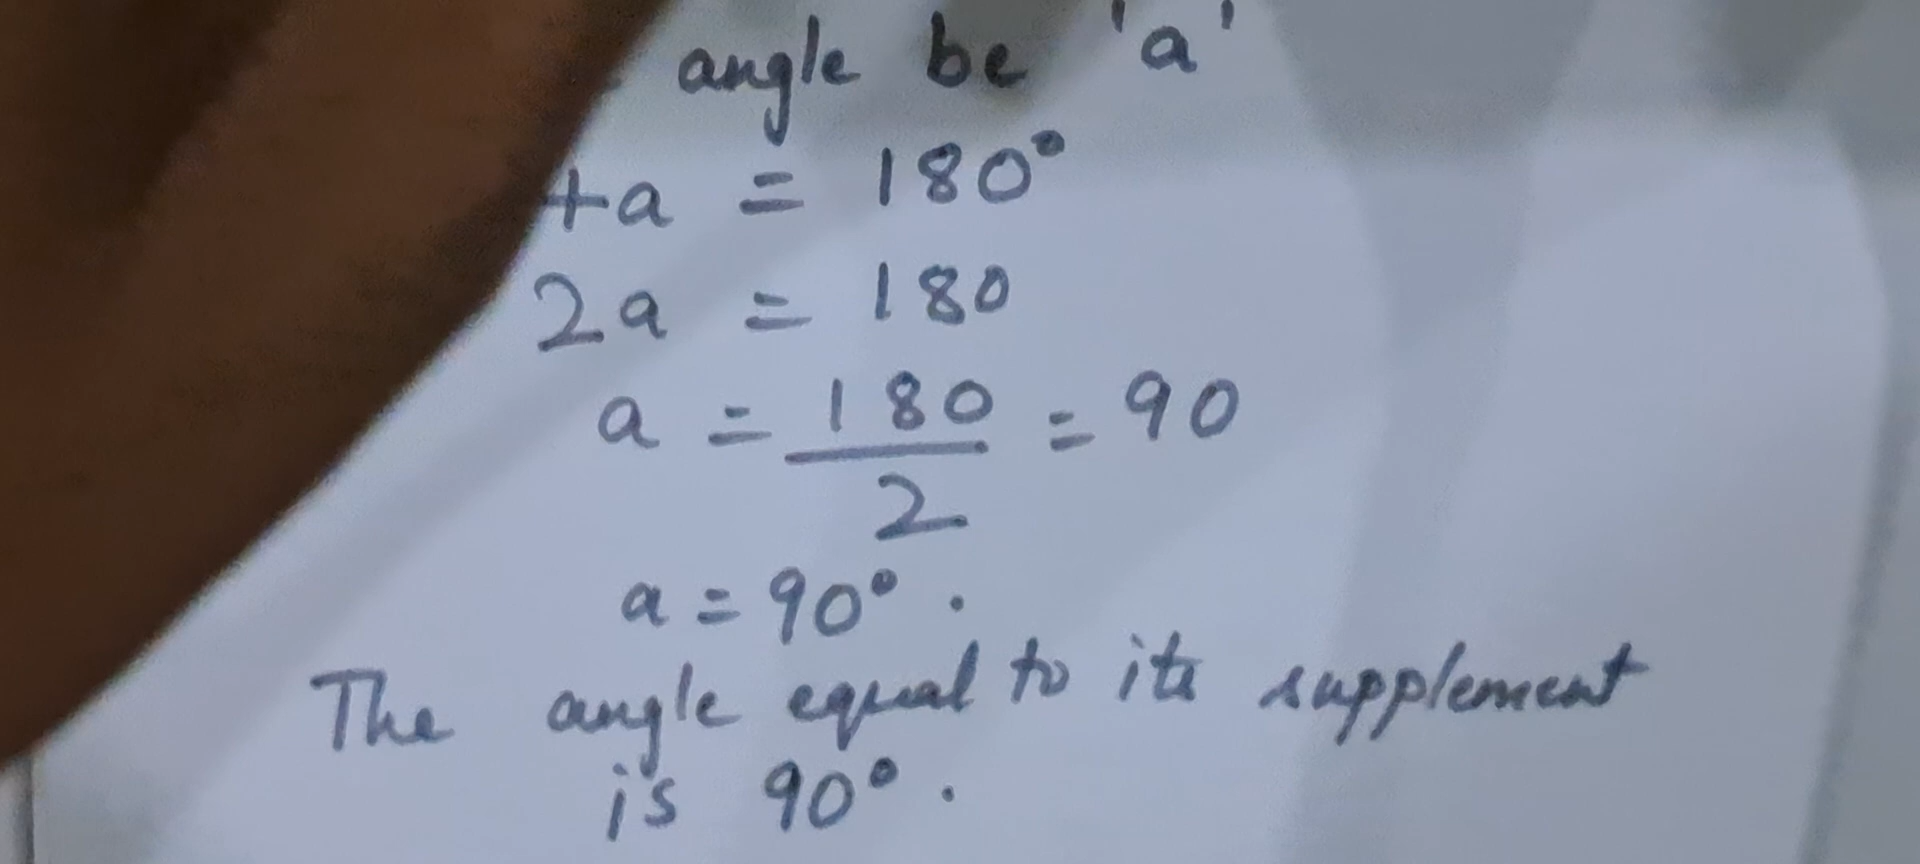 angle be 'a'
+a = 180°
2a = 180
a = 180/2 = 90
a = 90° .
The angle equal to its supplement
is 90° .